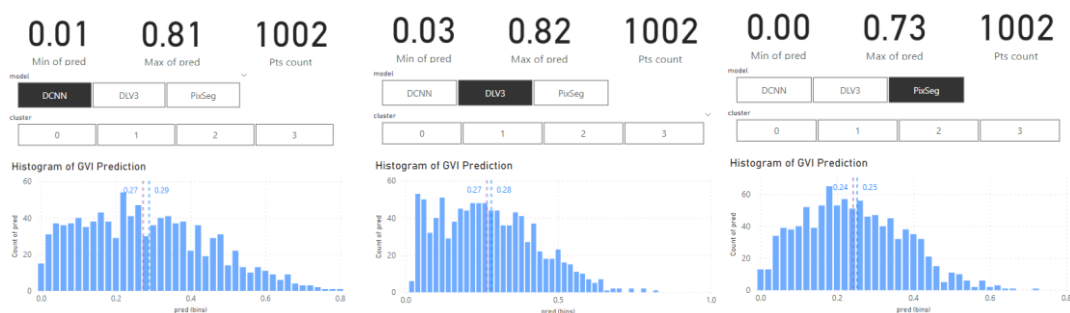 0.01 0.81 1002
Min of pred Max of pred Pts count
model
DCNN DLV3 PixSeg
cluster
0 1 2 3
Histogram of GVI Prediction
60
40
20
0
Count of pred
0.27 0.29
0.0 0.2 0.4 0.6 0.8
pred (bins)
0.03 0.82 1002
Min of pred Max of pred Pts count
model
DCNN DLV3 PixSeg
cluster
0 1 2 3
Histogram of GVI Prediction
60
40
20
0
Count of pred
0.27 0.28
0.0 0.5 1.0
pred (bins)
0.00 0.73 1002
Min of pred Max of pred Pts count
model
DCNN DLV3 PixSeg
cluster
0 1 2 3
Histogram of GVI Prediction
60
40
20
0
Count of pred
0.24 0.25
0.0 0.2 0.4 0.6 0.8
pred (bins)